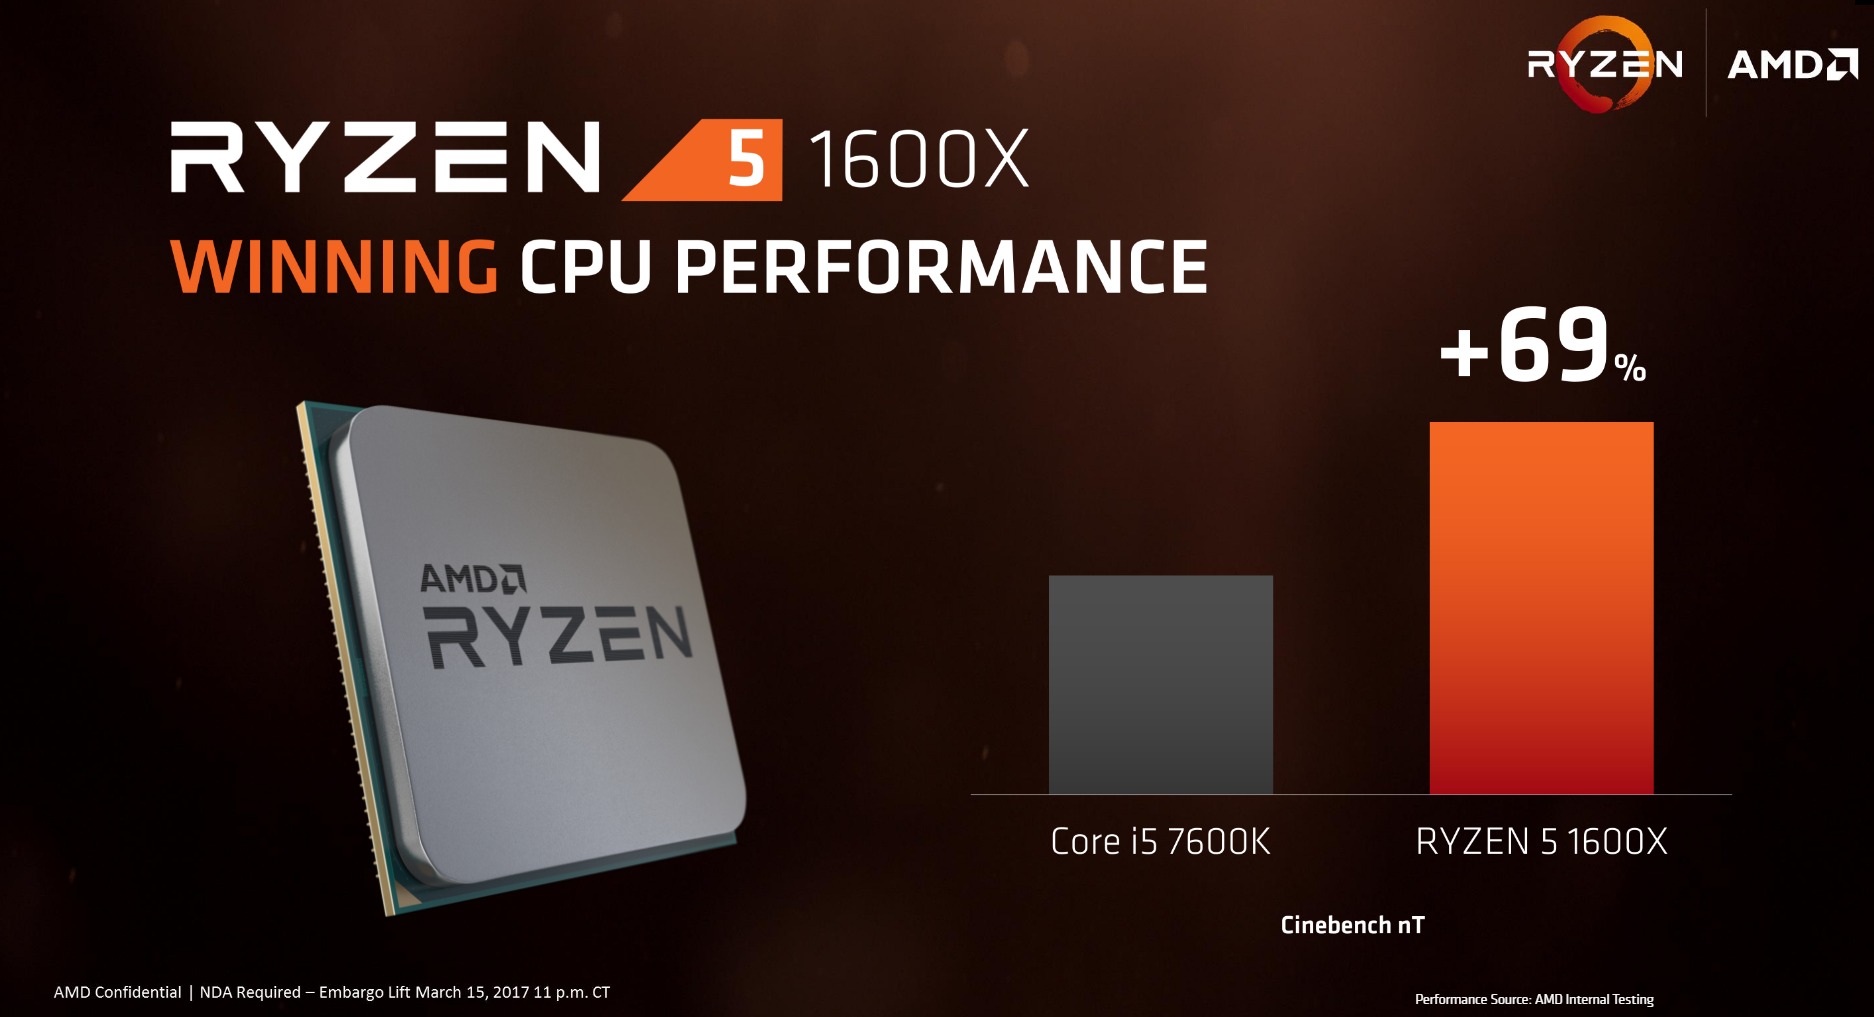 RYZEN AMD
RYZEN 5 1600X
WINNING CPU PERFORMANCE
+69%
AMD
RYZEN
Core i5 7600K RYZEN 5 1600X
Cinebench nT
AMD Confidential | NDA Required – Embargo Lift March 15, 2017 11 p.m. CT
Performance Source: AMD Internal Testing